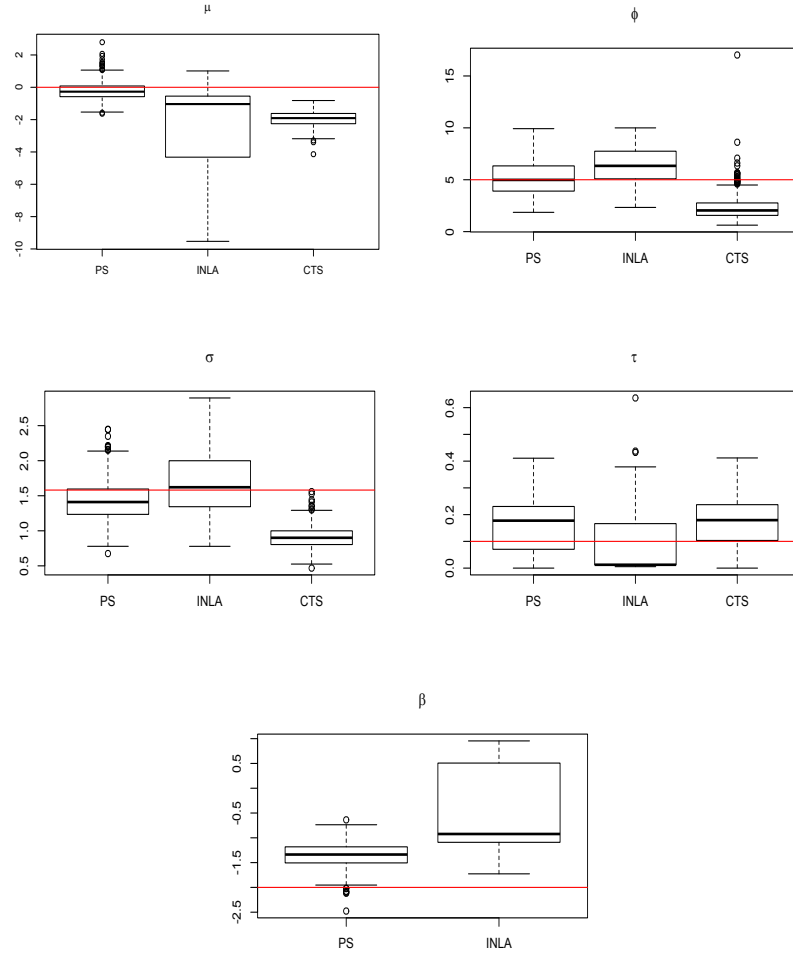 μ
2
0
-2
-4
-6
-8
-10
PS INLA CTS
ϕ
15
10
5
0
PS INLA CTS
σ
2.5
2.0
1.5
1.0
0.5
PS INLA CTS
τ
0.6
0.4
0.2
0.0
PS INLA CTS
β
0.5
-0.5
-1.5
-2.5
PS INLA